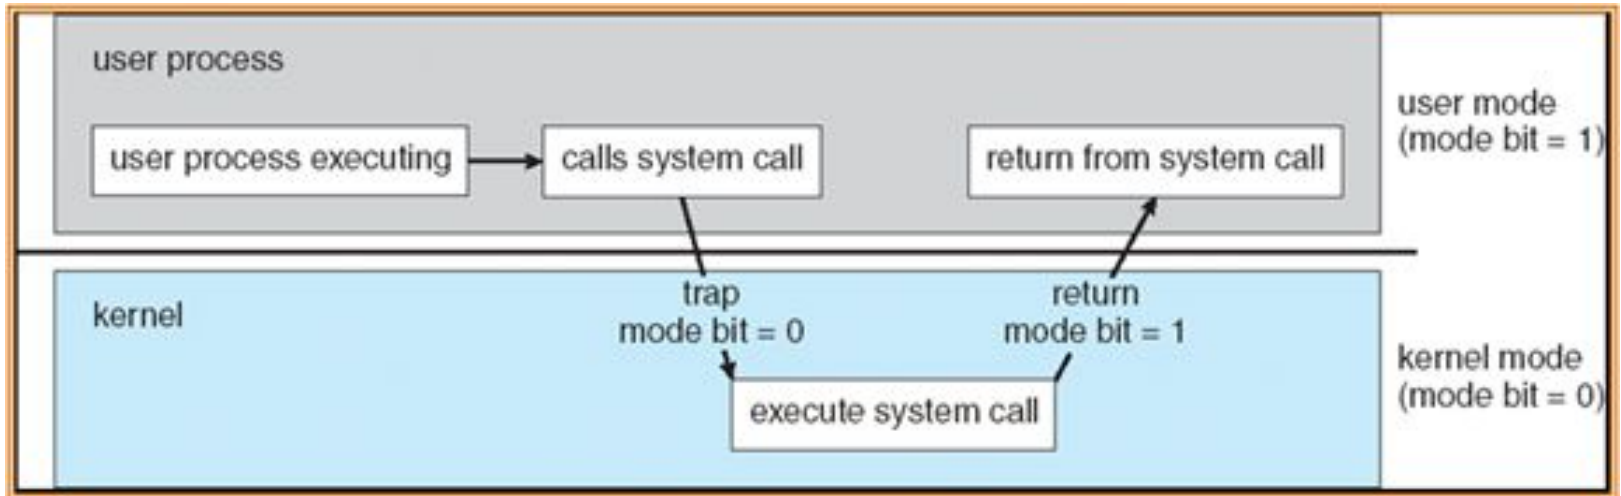 user process
user mode
(mode bit = 1)
user process executing
calls system call
return from system call
trap
mode bit = 0
return
mode bit = 1
kernel
kernel mode
(mode bit = 0)
execute system call